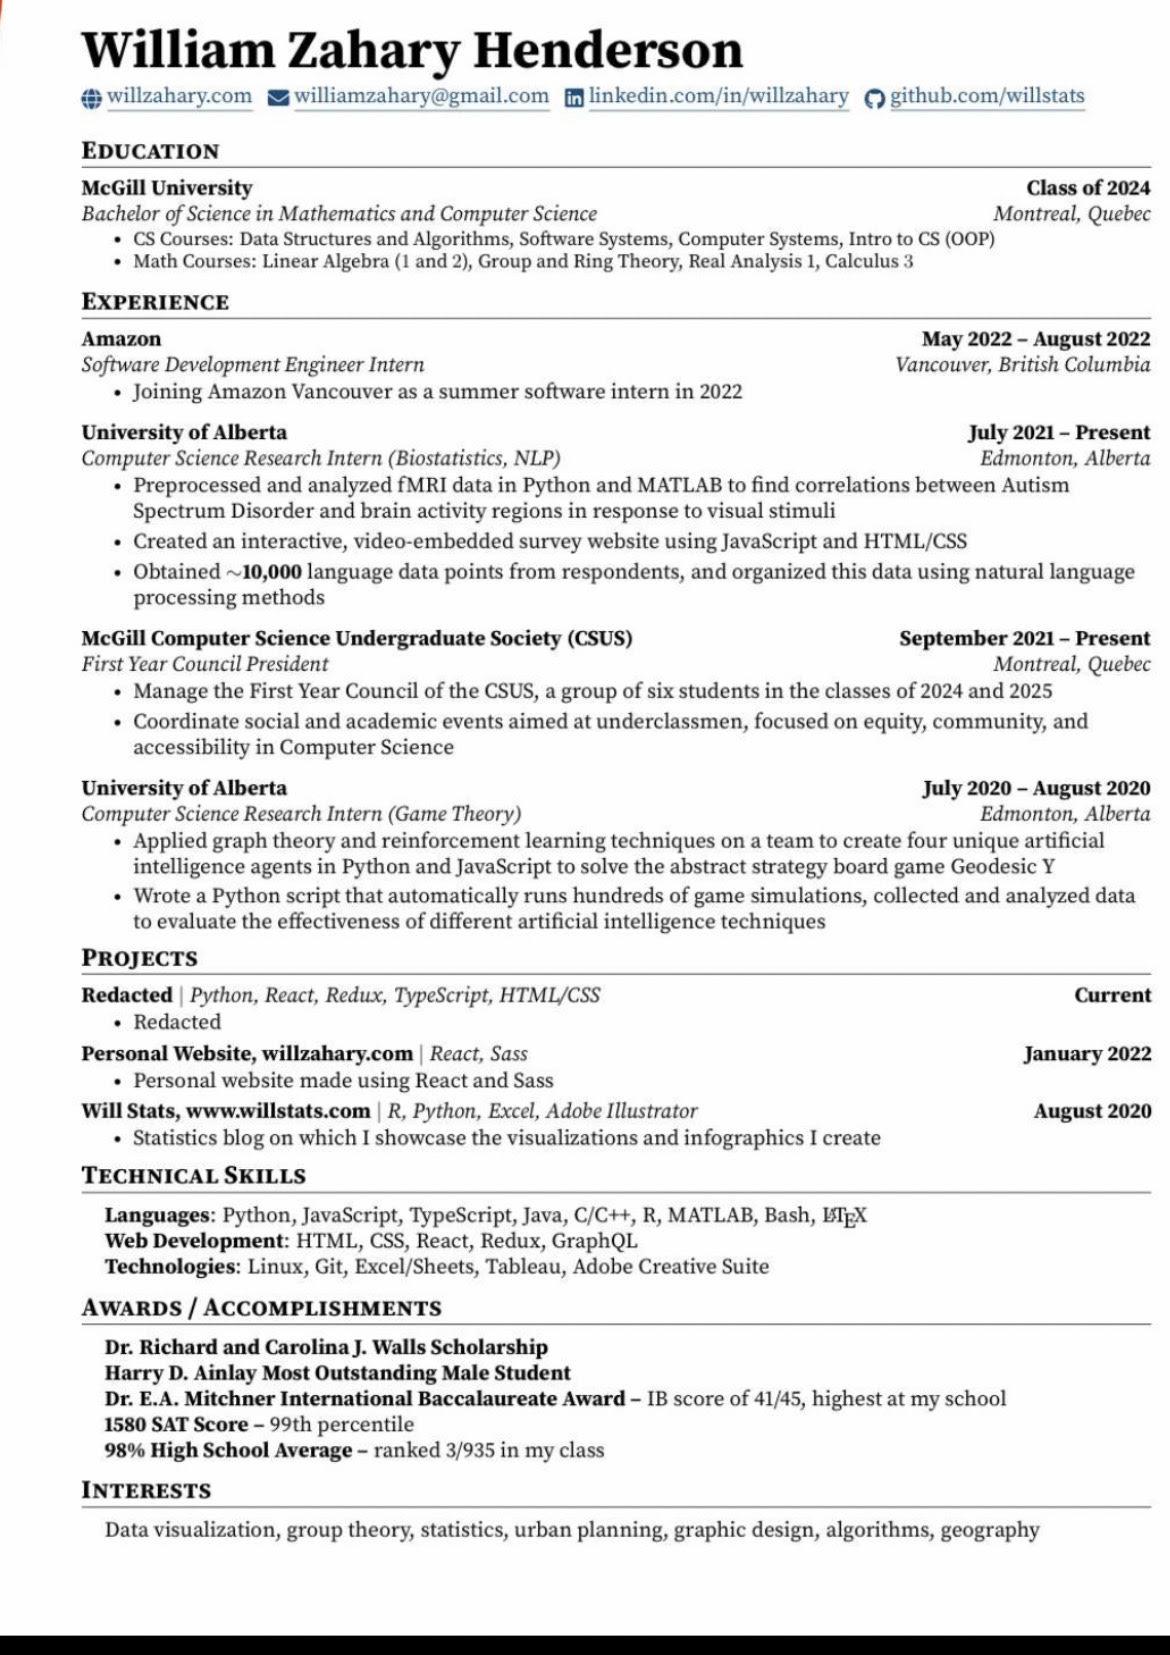 William Zahary Henderson
willzahary.com williamzahary@gmail.com linkedin.com/in/willzahary github.com/willstats
EDUCATION
McGill University Class of 2024
Bachelor of Science in Mathematics and Computer Science Montreal, Quebec
• CS Courses: Data Structures and Algorithms, Software Systems, Computer Systems, Intro to CS (OOP)
• Math Courses: Linear Algebra (1 and 2), Group and Ring Theory, Real Analysis 1, Calculus 3
EXPERIENCE
Amazon May 2022 – August 2022
Software Development Engineer Intern Vancouver, British Columbia
• Joining Amazon Vancouver as a summer software intern in 2022
University of Alberta July 2021 – Present
Computer Science Research Intern (Biostatistics, NLP) Edmonton, Alberta
• Preprocessed and analyzed fMRI data in Python and MATLAB to find correlations between Autism
Spectrum Disorder and brain activity regions in response to visual stimuli
• Created an interactive, video-embedded survey website using JavaScript and HTML/CSS
• Obtained ~10,000 language data points from respondents, and organized this data using natural language
processing methods
McGill Computer Science Undergraduate Society (CSUS) September 2021 – Present
First Year Council President Montreal, Quebec
• Manage the First Year Council of the CSUS, a group of six students in the classes of 2024 and 2025
• Coordinate social and academic events aimed at underclassmen, focused on equity, community, and
accessibility in Computer Science
University of Alberta July 2020 – August 2020
Computer Science Research Intern (Game Theory) Edmonton, Alberta
• Applied graph theory and reinforcement learning techniques on a team to create four unique artificial
intelligence agents in Python and JavaScript to solve the abstract strategy board game Geodesic Y
• Wrote a Python script that automatically runs hundreds of game simulations, collected and analyzed data
to evaluate the effectiveness of different artificial intelligence techniques
PROJECTS
Redacted | Python, React, Redux, TypeScript, HTML/CSS Current
• Redacted
Personal Website, willzahary.com | React, Sass January 2022
• Personal website made using React and Sass
Will Stats, www.willstats.com | R, Python, Excel, Adobe Illustrator August 2020
• Statistics blog on which I showcase the visualizations and infographics I create
TECHNICAL SKILLS
Languages: Python, JavaScript, TypeScript, Java, C/C++, R, MATLAB, Bash, LATEX
Web Development: HTML, CSS, React, Redux, GraphQL
Technologies: Linux, Git, Excel/Sheets, Tableau, Adobe Creative Suite
AWARDS / ACCOMPLISHMENTS
Dr. Richard and Carolina J. Walls Scholarship
Harry D. Ainlay Most Outstanding Male Student
Dr. E.A. Mitchner International Baccalaureate Award – IB score of 41/45, highest at my school
1580 SAT Score – 99th percentile
98% High School Average – ranked 3/935 in my class
INTERESTS
Data visualization, group theory, statistics, urban planning, graphic design, algorithms, geography